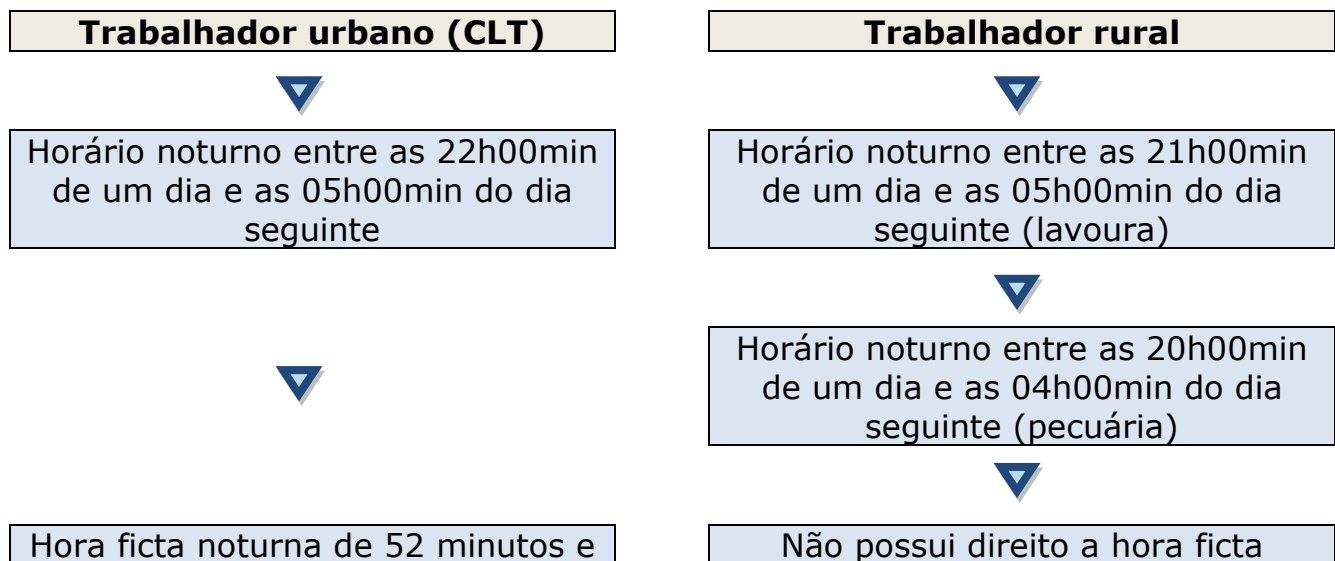 Trabalhador urbano (CLT)
Horário noturno entre as 22h00min
de um dia e as 05h00min do dia
seguinte
Hora ficta noturna de 52 minutos e
Trabalhador rural
Horário noturno entre as 21h00min
de um dia e as 05h00min do dia
seguinte (lavoura)
Horário noturno entre as 20h00min
de um dia e as 04h00min do dia
seguinte (pecuária)
Não possui direito a hora ficta